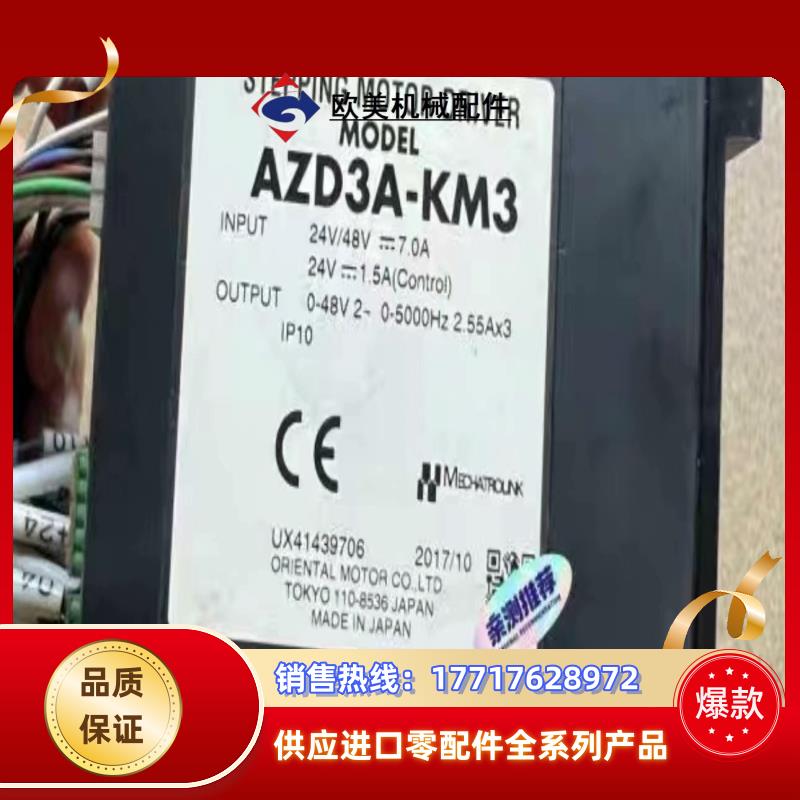 STEPPING MOTOR DRIVER
欧美机械配件
MODEL
AZD3A-KM3
INPUT 24V/48V ⎓ 7.0A
24V ⎓ 1.5A(Control)
OUTPUT 0-48V 2~ 0-5000Hz 2.55Ax3
IP10
CE
MECHATROLINK
UX41439706 2017/10
ORIENTAL MOTOR CO.,LTD
TOKYO 110-8536 JAPAN
MADE IN JAPAN
亲测推荐
+24
品质
保证
销售热线：17717628972
供应进口零配件全系列产品
爆款